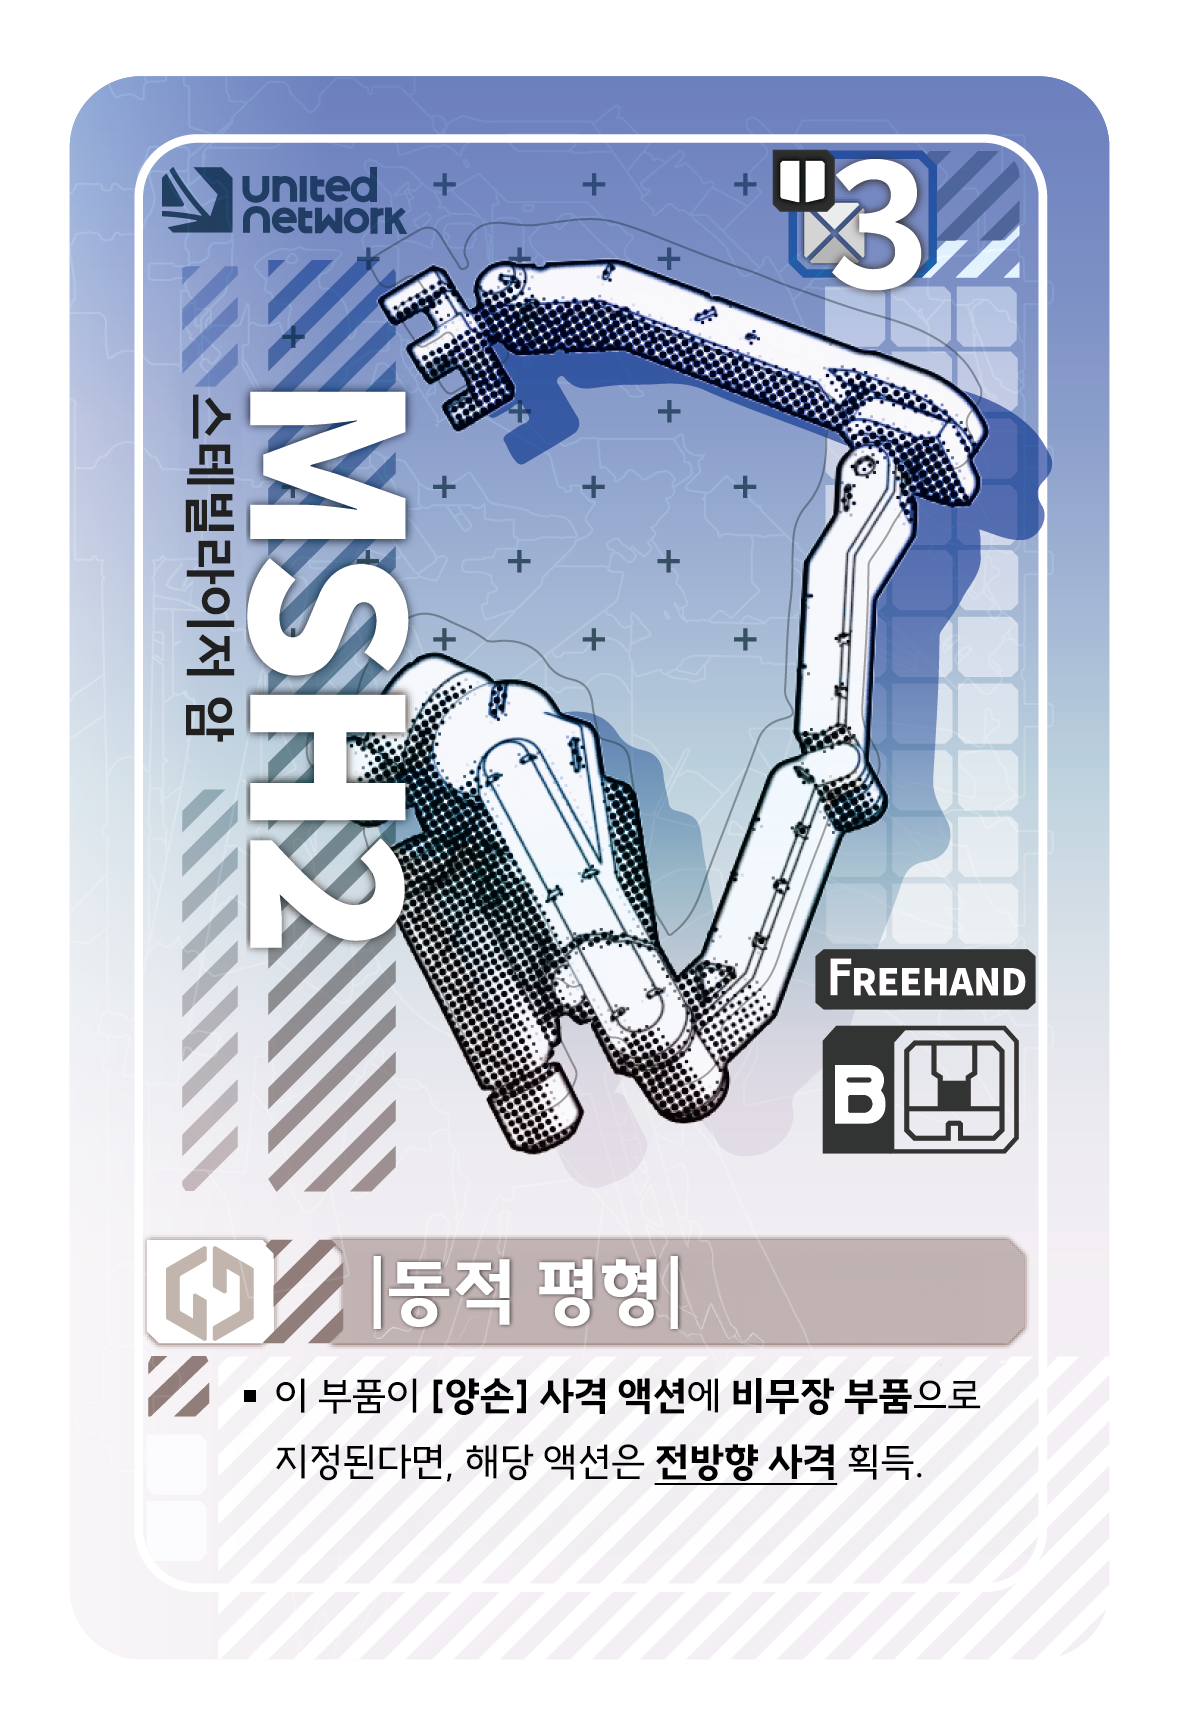 United
Network
3
MSH2
스테빌라이저 암
FREEHAND
B
|동적 평형|
▪ 이 부품이 [양손] 사격 액션에 비무장 부품으로
지정된다면, 해당 액션은 전방향 사격 획득.